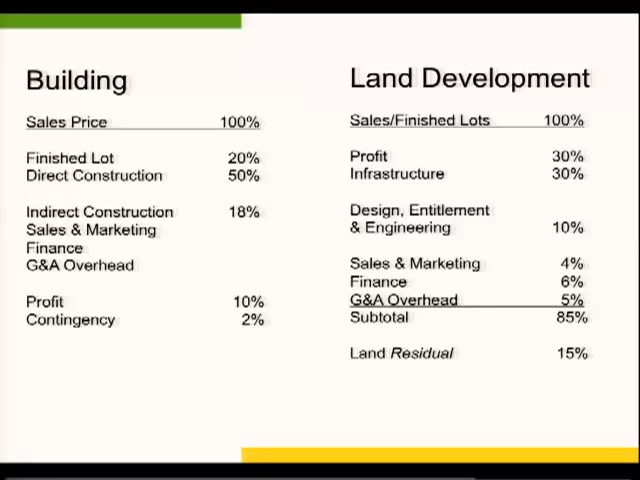 Building
Sales Price 100%
Finished Lot 20%
Direct Construction 50%
Indirect Construction 18%
Sales & Marketing
Finance
G&A Overhead
Profit 10%
Contingency 2%
Land Development
Sales/Finished Lots 100%
Profit 30%
Infrastructure 30%
Design, Entitlement
& Engineering 10%
Sales & Marketing 4%
Finance 6%
G&A Overhead 5%
Subtotal 85%
Land Residual 15%